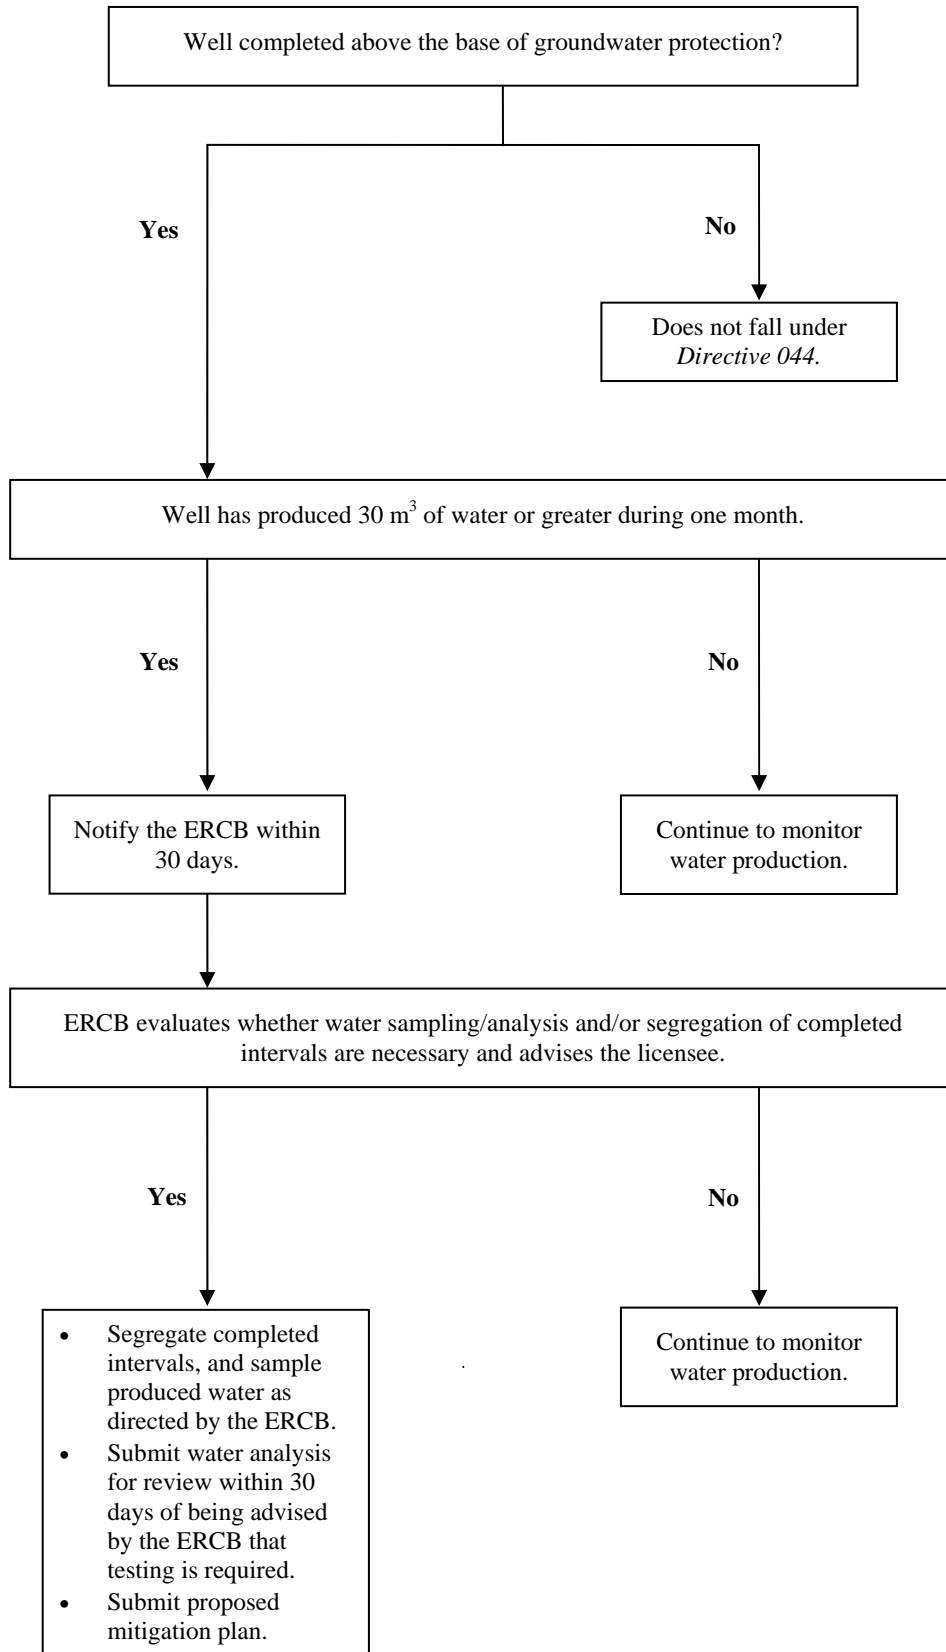 Well completed above the base of groundwater protection?
Yes
No
Does not fall under
Directive 044.
Well has produced 30 m³ of water or greater during one month.
Yes
No
Notify the ERCB within
30 days.
Continue to monitor
water production.
ERCB evaluates whether water sampling/analysis and/or segregation of completed
intervals are necessary and advises the licensee.
Yes
No
• Segregate completed
intervals, and sample
produced water as
directed by the ERCB.
• Submit water analysis
for review within 30
days of being advised
by the ERCB that
testing is required.
• Submit proposed
mitigation plan.
Continue to monitor
water production.